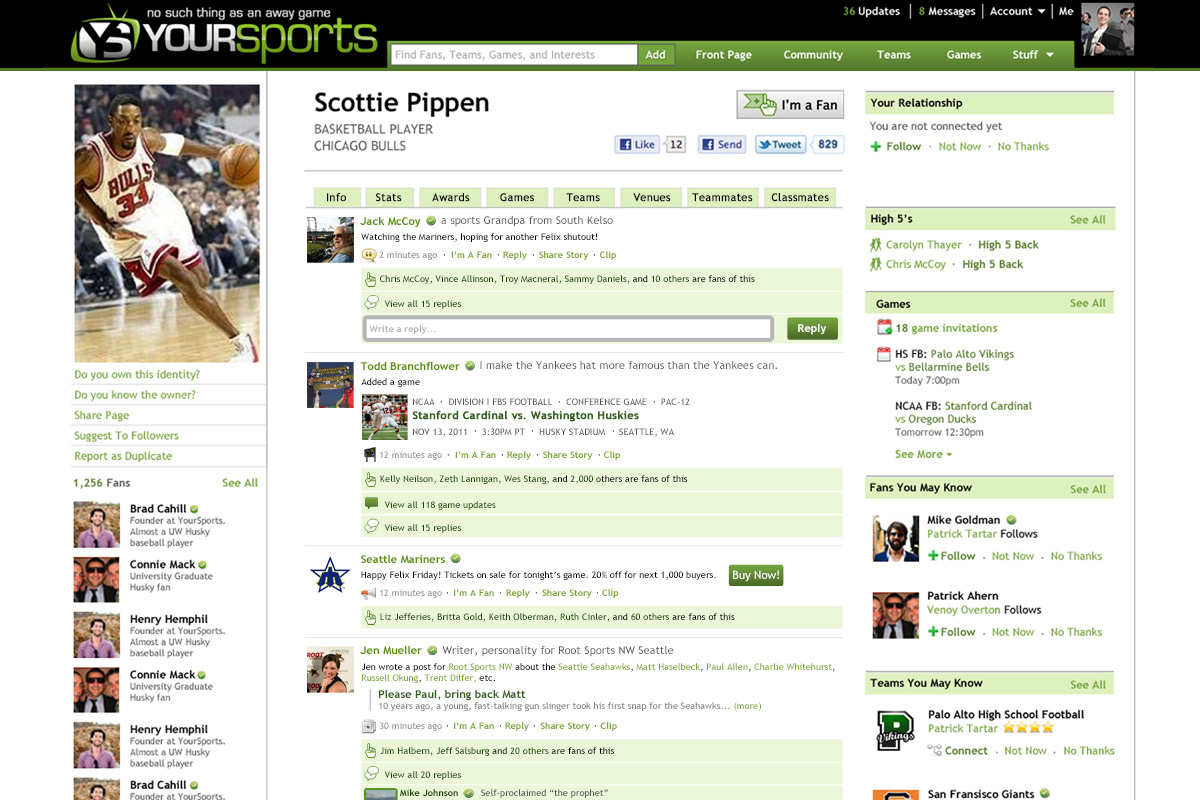 no such thing as an away game
YS YOURSPORTS
36 Updates | 8 Messages | Account | Me
Find Fans, Teams, Games, and Interests
Add
Front Page
Community
Teams
Games
Stuff
BULLS
33
Do you own this identity?
Do you know the owner?
Share Page
Suggest To Followers
Report as Duplicate
1,256 Fans
See All
Brad Cahill
Founder at YourSports.
Almost a UW Husky
baseball player
Connie Mack
University Graduate
Husky fan
Henry Hemphil
Founder at YourSports.
Almost a UW Husky
baseball player
Connie Mack
University Graduate
Husky fan
Henry Hemphil
Founder at YourSports.
Almost a UW Husky
baseball player
Brad Cahill
Founder at YourSports.
Scottie Pippen
BASKETBALL PLAYER
CHICAGO BULLS
I'm a Fan
Like 12
Send
Tweet 829
Info
Stats
Awards
Games
Teams
Venues
Teammates
Classmates
Jack McCoy a sports Grandpa from South Kelso
Watching the Mariners, hoping for another Felix shutout!
2 minutes ago · I'm A Fan · Reply · Share Story · Clip
Chris McCoy, Vince Allinson, Troy Macneral, Sammy Daniels, and 10 others are fans of this
View all 15 replies
Write a reply...
Reply
Todd Branchflower I make the Yankees hat more famous than the Yankees can.
Added a game
NCAA · DIVISION I FBS FOOTBALL · CONFERENCE GAME · PAC-12
Stanford Cardinal vs. Washington Huskies
NOV 13, 2011 · 3:30PM PT · HUSKY STADIUM · SEATTLE, WA
12 minutes ago · I'm A Fan · Reply · Share Story · Clip
Kelly Neilson, Zeth Lannigan, Wes Stang, and 2,000 others are fans of this
View all 118 game updates
View all 15 replies
Seattle Mariners
Happy Felix Friday! Tickets on sale for tonight's game. 20% off for next 1,000 buyers.
Buy Now!
12 minutes ago · I'm A Fan · Reply · Share Story · Clip
Liz Jefferies, Britta Gold, Keith Olberman, Ruth Cinler, and 60 others are fans of this
Jen Mueller Writer, personality for Root Sports NW Seattle
Jen wrote a post for Root Sports NW about the Seattle Seahawks, Matt Haselbeck, Paul Allen, Charlie Whitehurst,
Russell Okung, Trent Dilfer, etc.
Please Paul, bring back Matt
10 years ago, a young, fast-talking gun slinger took his first snap for the Seahawks... (more)
30 minutes ago · I'm A Fan · Reply · Share Story · Clip
Jim Halbern, Jeff Salsburg and 20 others are fans of this
View all 20 replies
Mike Johnson Self-proclaimed “the prophet”
Your Relationship
You are not connected yet
Follow · Not Now · No Thanks
High 5's
See All
Carolyn Thayer · High 5 Back
Chris McCoy · High 5 Back
Games
See All
18 game invitations
HS FB: Palo Alto Vikings
vs Bellarmine Bells
Today 7:00pm
NCAA FB: Stanford Cardinal
vs Oregon Ducks
Tomorrow 12:30pm
See More
Fans You May Know
See All
Mike Goldman
Patrick Tartar Follows
Follow . Not Now . No Thanks
Patrick Ahern
Venoy Overton Follows
Follow . Not Now . No Thanks
Teams You May Know
See All
P
Vikings
Palo Alto High School Football
Patrick Tartar
Connect . Not Now . No Thanks
San Francisco Giants